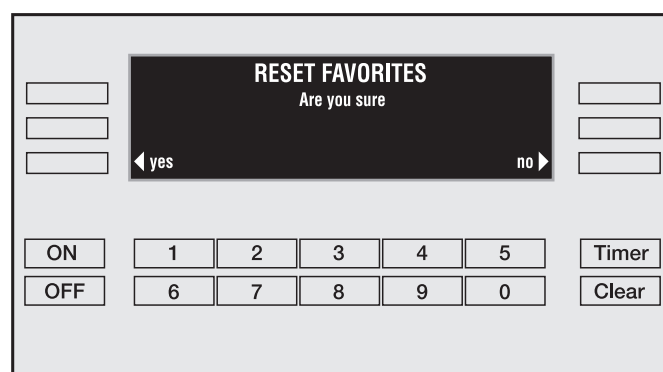 RESET FAVORITES
Are you sure
yes no
ON 1 2 3 4 5 Timer
OFF 6 7 8 9 0 Clear